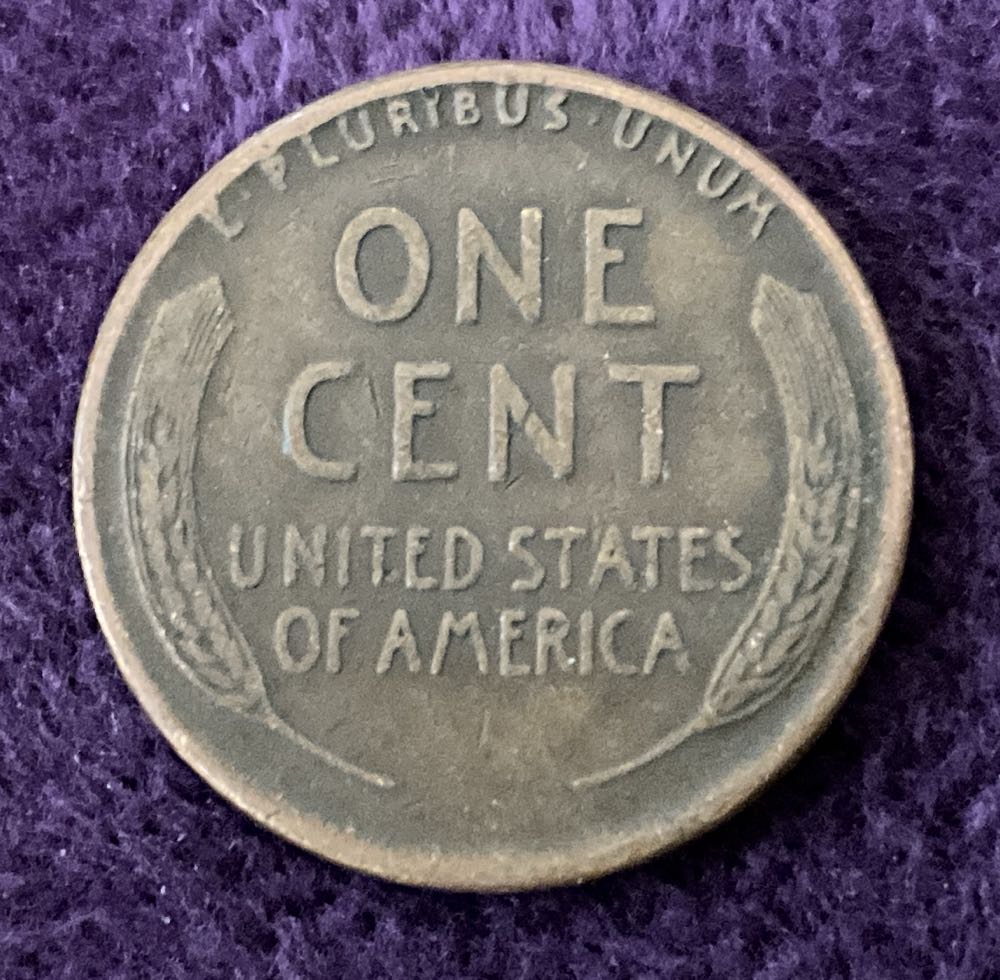 E·PLURIBUS·UNUM
ONE
CENT
UNITED STATES
OF AMERICA